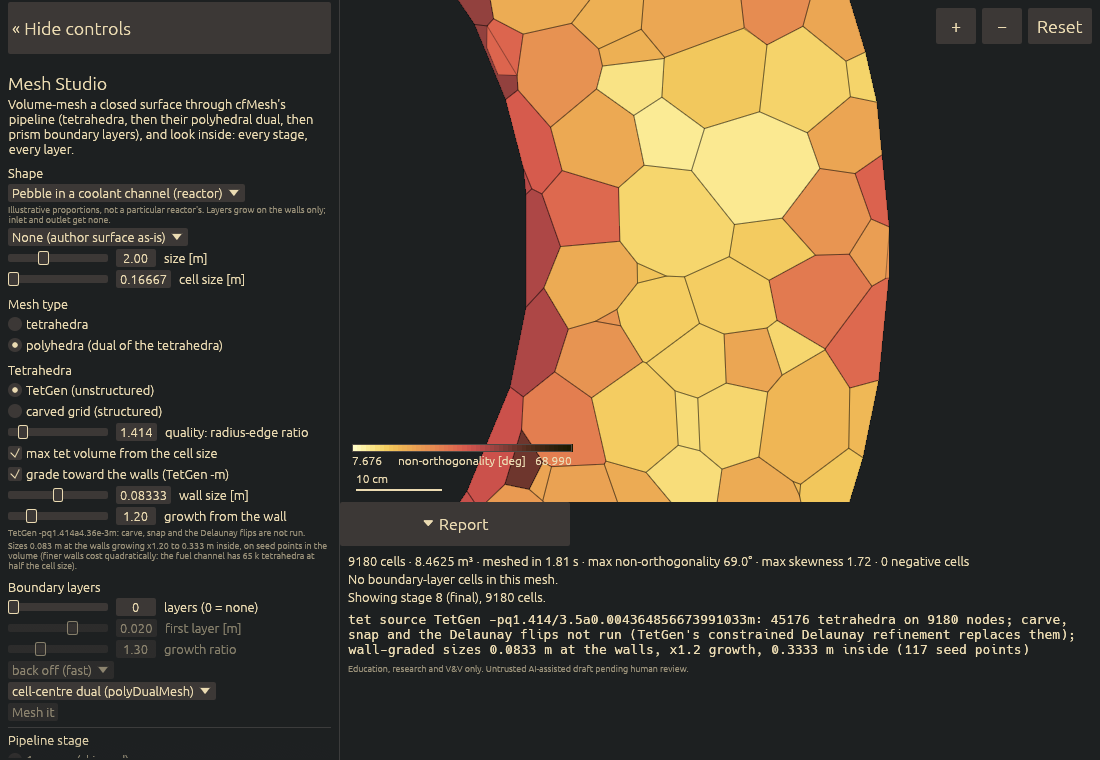 « Hide controls
+
−
Reset
Mesh Studio
Volume-mesh a closed surface through cfMesh's
pipeline (tetrahedra, then their polyhedral dual, then
prism boundary layers), and look inside: every stage,
every layer.
Shape
Pebble in a coolant channel (reactor)
Illustrative proportions, not a particular reactor's. Layers grow on the walls only;
inlet and outlet get none.
None (author surface as-is)
2.00 size [m]
0.16667 cell size [m]
Mesh type
tetrahedra
polyhedra (dual of the tetrahedra)
Tetrahedra
TetGen (unstructured)
carved grid (structured)
1.414 quality: radius-edge ratio
max tet volume from the cell size
grade toward the walls (TetGen -m)
0.08333 wall size [m]
1.20 growth from the wall
TetGen -pq1.414a4.36e-3m: carve, snap and the Delaunay flips are not run.
Sizes 0.083 m at the walls growing x1.20 to 0.333 m inside, on seed points in the
volume (finer walls cost quadratically: the fuel channel has 65 k tetrahedra at
half the cell size).
Boundary layers
0 layers (0 = none)
0.020 first layer [m]
1.30 growth ratio
back off (fast)
cell-centre dual (polyDualMesh)
Mesh it
Pipeline stage
7.676 non-orthogonality [deg] 68.990
10 cm
Report
9180 cells · 8.4625 m³ · meshed in 1.81 s · max non-orthogonality 69.0° · max skewness 1.72 · 0 negative cells
No boundary-layer cells in this mesh.
Showing stage 8 (final), 9180 cells.
tet source TetGen -pq1.414/3.5a0.004364856673991033m: 45176 tetrahedra on 9180 nodes; carve,
snap and the Delaunay flips not run (TetGen's constrained Delaunay refinement replaces them);
wall-graded sizes 0.0833 m at the walls, x1.2 growth, 0.3333 m inside (117 seed points)
Education, research and V&V only. Untrusted AI-assisted draft pending human review.